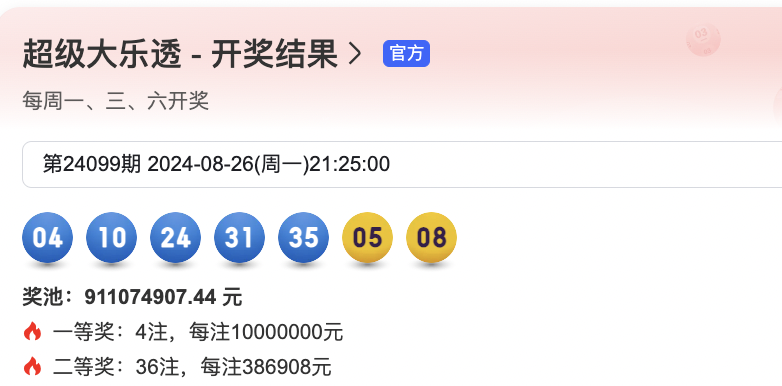 超级大乐透 - 开奖结果 > 官方
每周一、三、六开奖
第24099期 2024-08-26(周一)21:25:00
04 10 24 31 35 05 08
奖池：911074907.44 元
一等奖：4注，每注10000000元
二等奖：36注，每注386908元